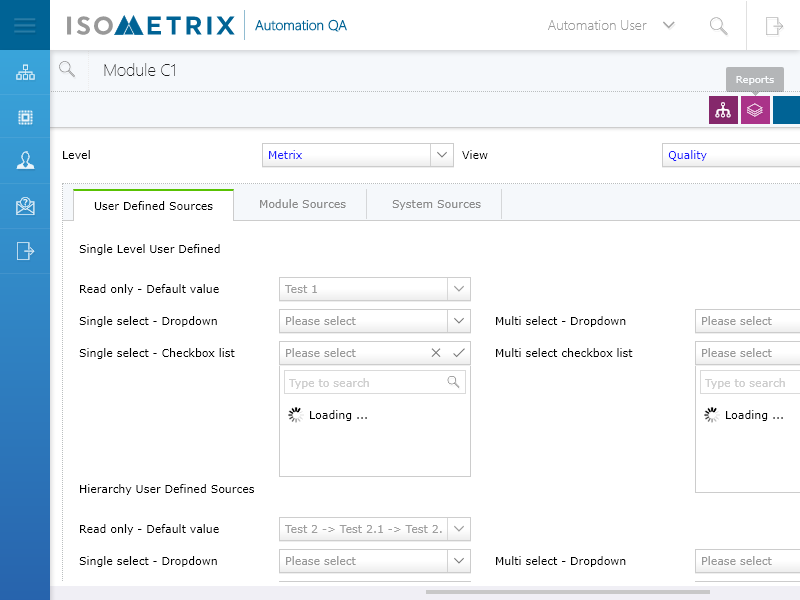 ISOMETRIX Automation QA
Automation User
Module C1
Reports
Level Metrix View Quality
User Defined Sources Module Sources System Sources
Single Level User Defined
Read only - Default value Test 1
Single select - Dropdown Please select Multi select - Dropdown Please select
Single select - Checkbox list Please select Multi select checkbox list Please select
Type to search Type to search
Loading ... Loading ...
Hierarchy User Defined Sources
Read only - Default value Test 2 -> Test 2.1 -> Test 2.
Single select - Dropdown Please select Multi select - Dropdown Please select